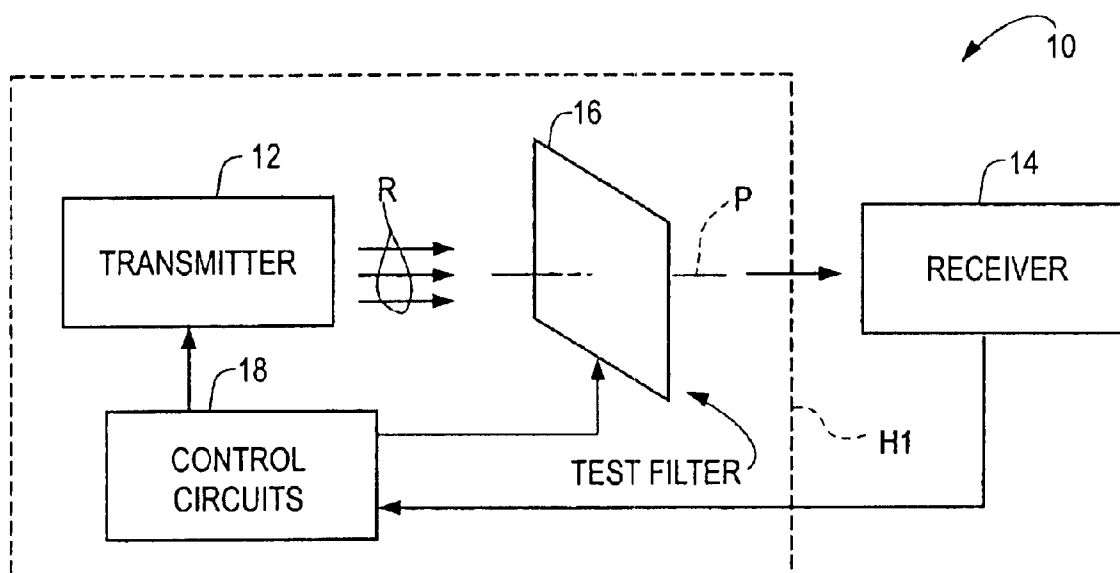 10
16
12
14
R
P
TRANSMITTER
RECEIVER
18
CONTROL
CIRCUITS
TEST FILTER
H1